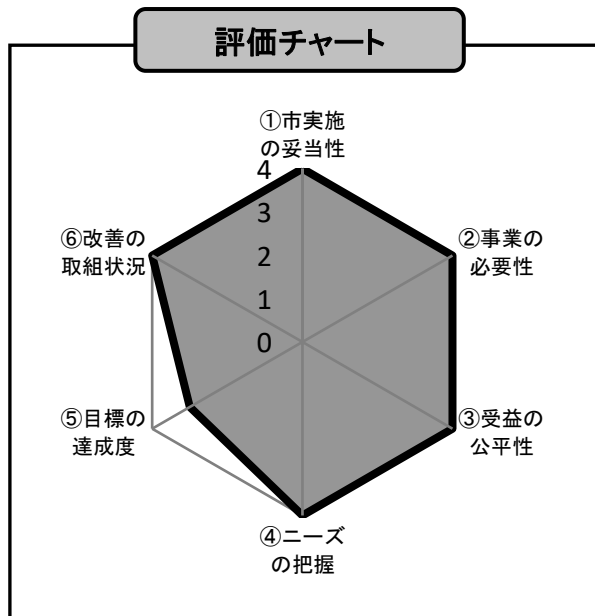 評価チャート
①市実施
の妥当性
4
3
2
1
0
②事業の
必要性
③受益の
公平性
④ニーズ
の把握
⑤目標の
達成度
⑥改善の
取組状況